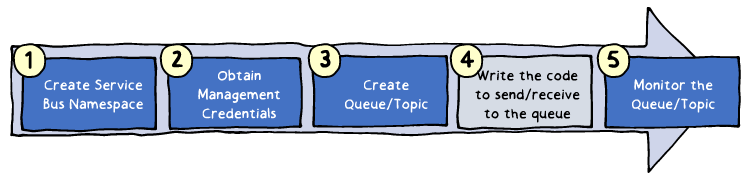 1
Create Service
Bus Namespace
2
Obtain
Management
Credentials
3
Create
Queue/Topic
4
Write the code
to send/receive
to the queue
5
Monitor the
Queue/Topic